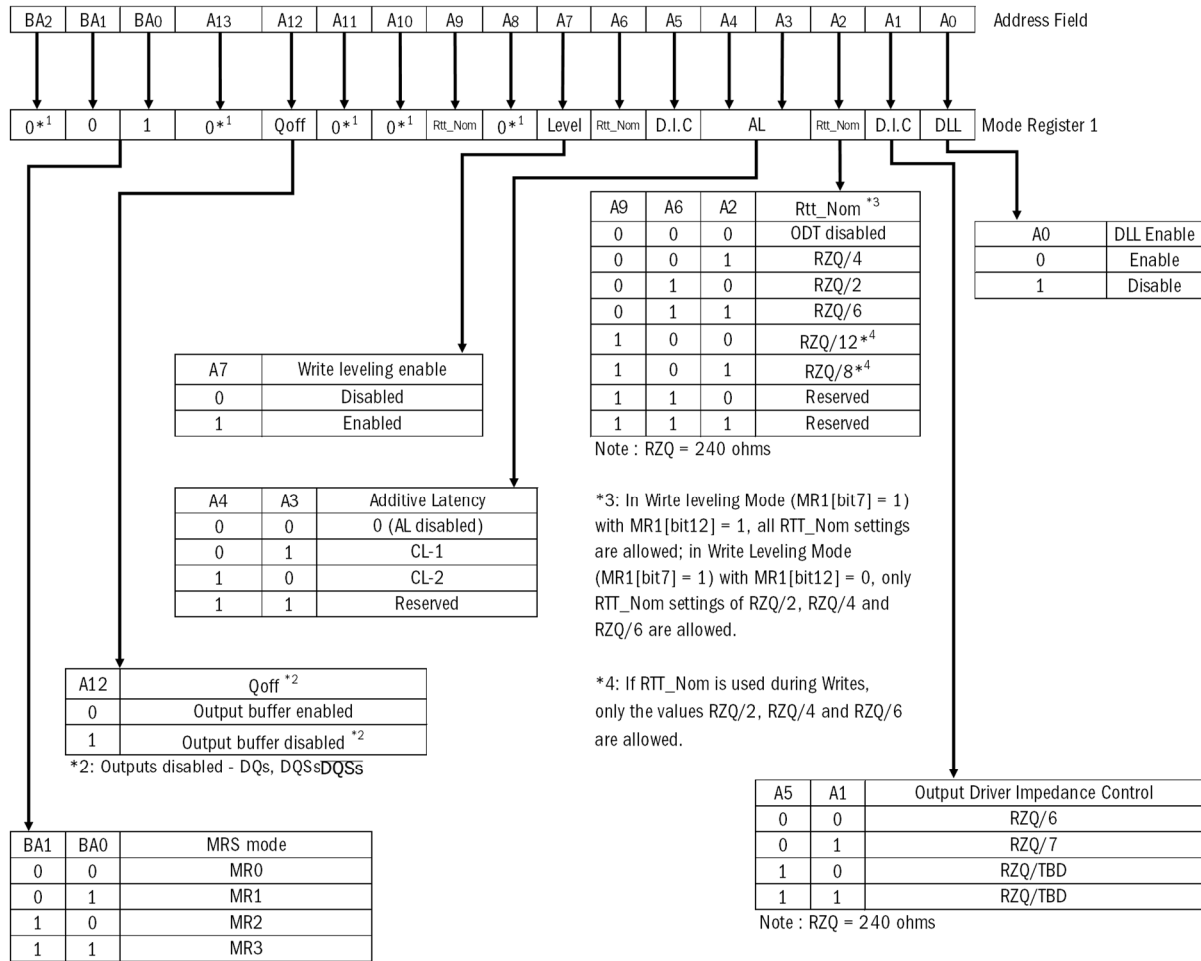 BA2 BA1 BA0 A13 A12 A11 A10 A9 A8 A7 A6 A5 A4 A3 A2 A1 A0 Address Field
0*1 0 1 0*1 Qoff 0*1 0*1 Rtt_Nom 0*1 Level Rtt_Nom D.I.C AL Rtt_Nom D.I.C DLL Mode Register 1
A9 A6 A2 Rtt_Nom *3
0 0 0 ODT disabled
0 0 1 RZQ/4
0 1 0 RZQ/2
0 1 1 RZQ/6
1 0 0 RZQ/12*4
1 0 1 RZQ/8*4
1 1 0 Reserved
1 1 1 Reserved
Note : RZQ = 240 ohms
A0 DLL Enable
0 Enable
1 Disable
A7 Write leveling enable
0 Disabled
1 Enabled
A4 A3 Additive Latency
0 0 0 (AL disabled)
0 1 CL-1
1 0 CL-2
1 1 Reserved
*3: In Wirte leveling Mode (MR1[bit7] = 1)
with MR1[bit12] = 1, all RTT_Nom settings
are allowed; in Write Leveling Mode
(MR1[bit7] = 1) with MR1[bit12] = 0, only
RTT_Nom settings of RZQ/2, RZQ/4 and
RZQ/6 are allowed.
*4: If RTT_Nom is used during Writes,
only the values RZQ/2, RZQ/4 and RZQ/6
are allowed.
A12 Qoff *2
0 Output buffer enabled
1 Output buffer disabled *2
*2: Outputs disabled - DQs, DQSsDQSs
A5 A1 Output Driver Impedance Control
0 0 RZQ/6
0 1 RZQ/7
1 0 RZQ/TBD
1 1 RZQ/TBD
Note : RZQ = 240 ohms
BA1 BA0 MRS mode
0 0 MR0
0 1 MR1
1 0 MR2
1 1 MR3